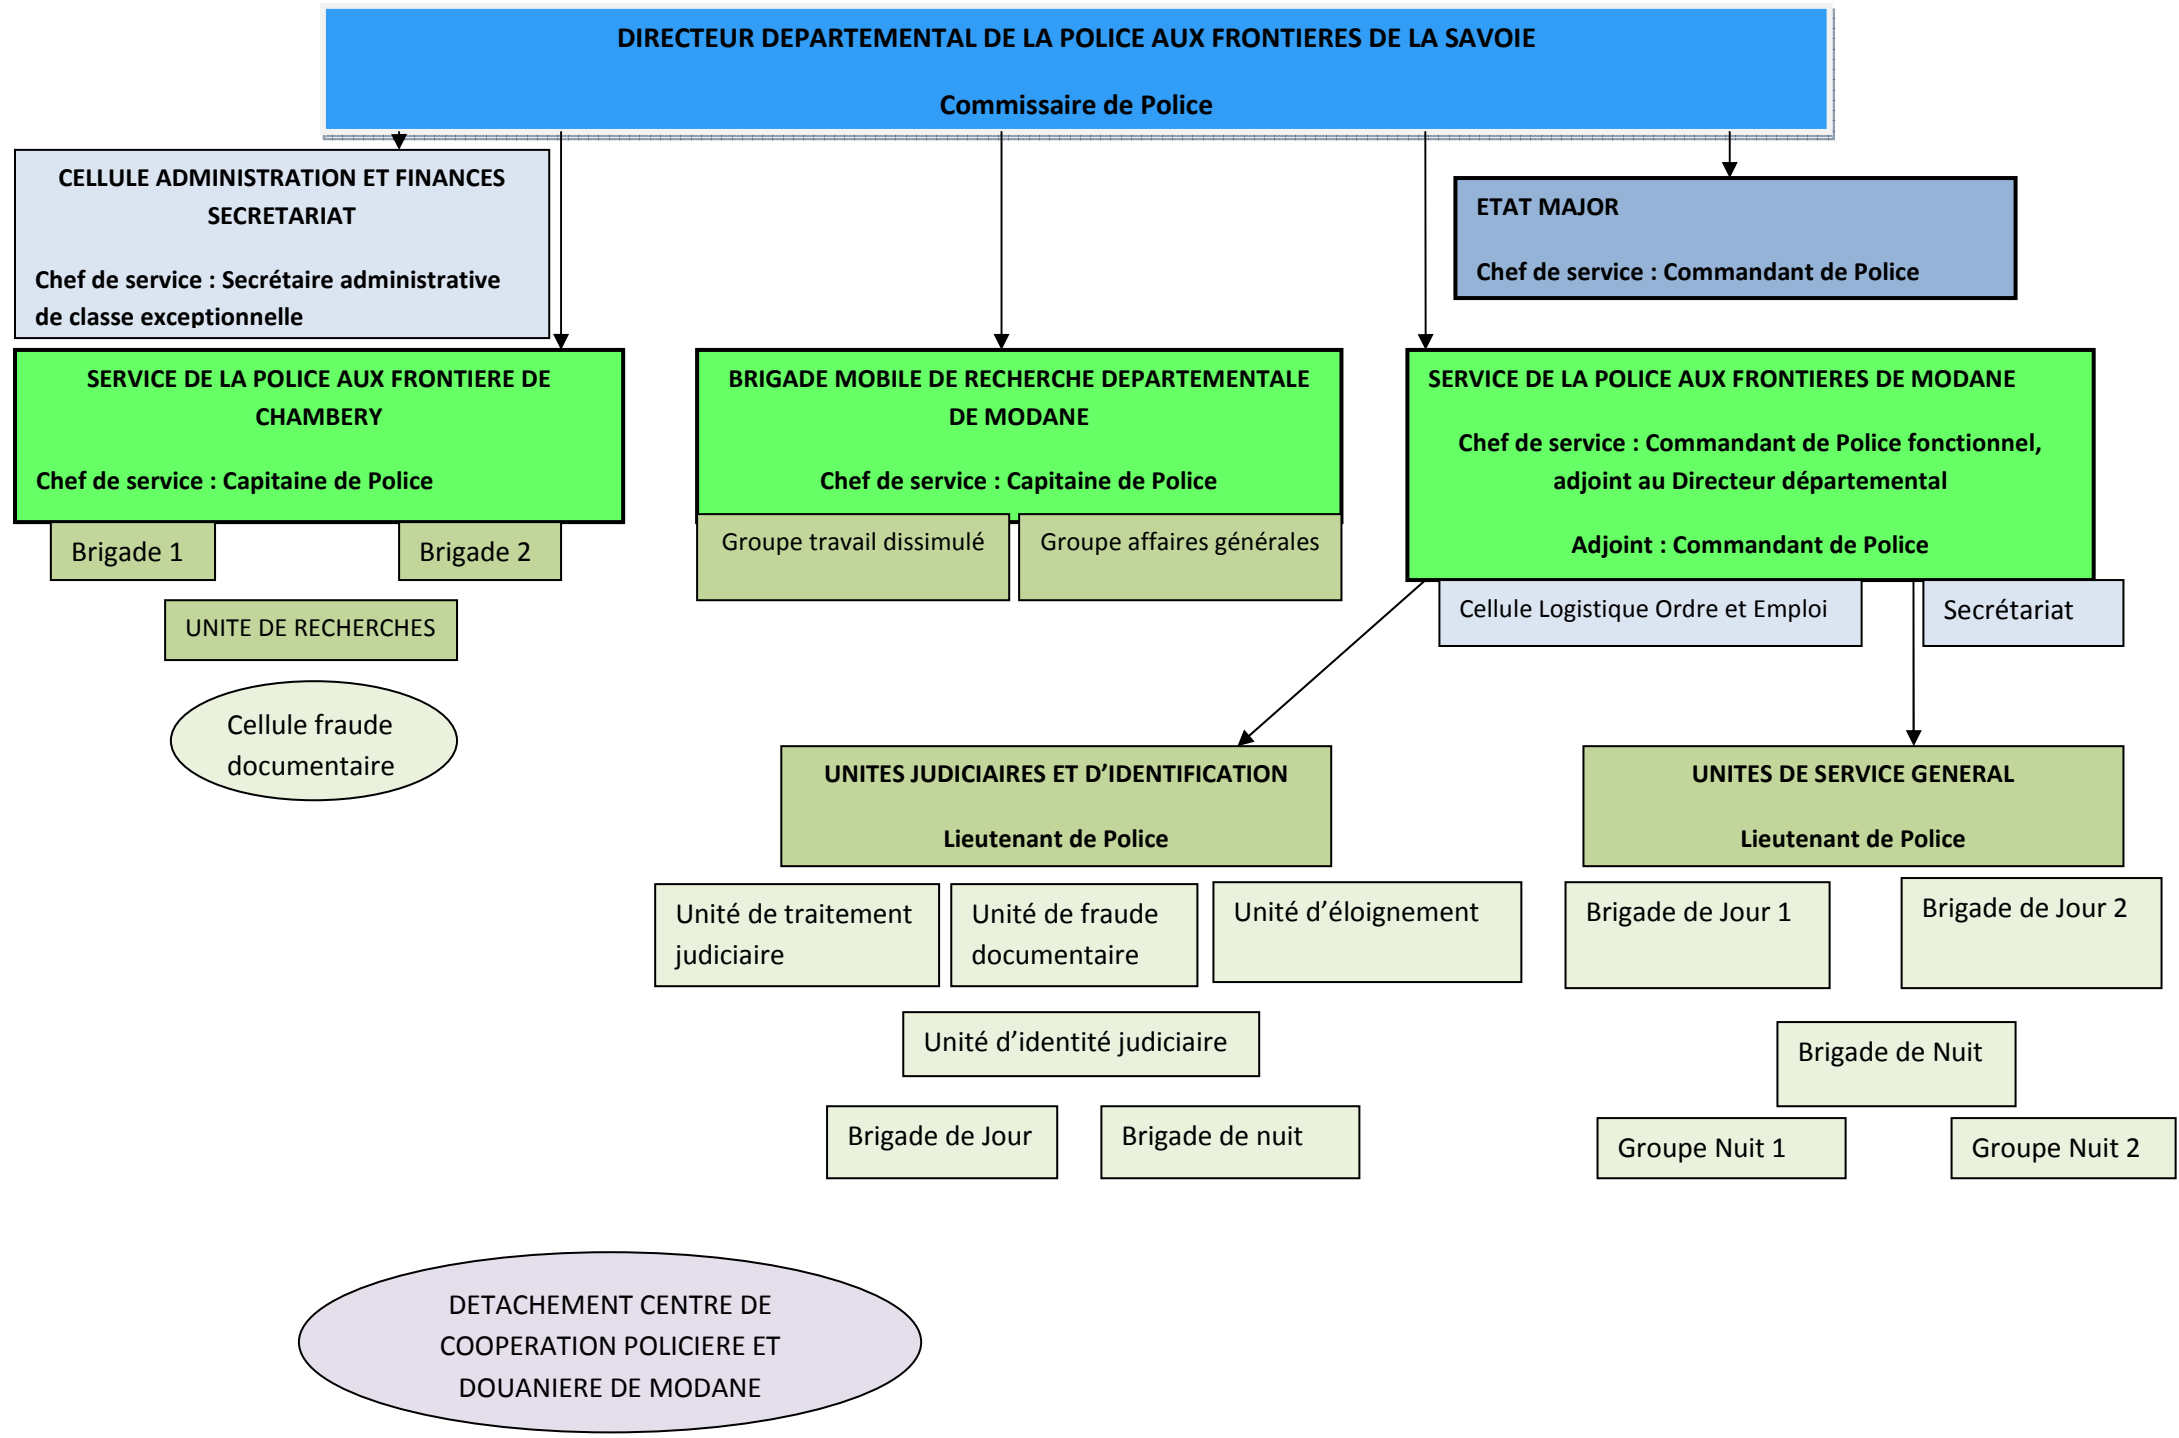 DIRECTEUR DEPARTEMENTAL DE LA POLICE AUX FRONTIERES DE LA SAVOIE
Commissaire de Police
CELLULE ADMINISTRATION ET FINANCES
SECRETARIAT
Chef de service : Secrétaire administrative
de classe exceptionnelle
ETAT MAJOR
Chef de service : Commandant de Police
SERVICE DE LA POLICE AUX FRONTIERE DE
CHAMBERY
Chef de service : Capitaine de Police
Brigade 1
Brigade 2
UNITE DE RECHERCHES
Cellule fraude
documentaire
BRIGADE MOBILE DE RECHERCHE DEPARTEMENTALE
DE MODANE
Chef de service : Capitaine de Police
Groupe travail dissimulé
Groupe affaires générales
SERVICE DE LA POLICE AUX FRONTIERES DE MODANE
Chef de service : Commandant de Police fonctionnel,
adjoint au Directeur départemental
Adjoint : Commandant de Police
Cellule Logistique Ordre et Emploi
Secrétariat
UNITES JUDICIAIRES ET D’IDENTIFICATION
Lieutenant de Police
Unité de traitement
judiciaire
Unité de fraude
documentaire
Unité d’éloignement
Unité d’identité judiciaire
Brigade de Jour
Brigade de nuit
UNITES DE SERVICE GENERAL
Lieutenant de Police
Brigade de Jour 1
Brigade de Jour 2
Brigade de Nuit
Groupe Nuit 1
Groupe Nuit 2
DETACHEMENT CENTRE DE
COOPERATION POLICIERE ET
DOUANIERE DE MODANE